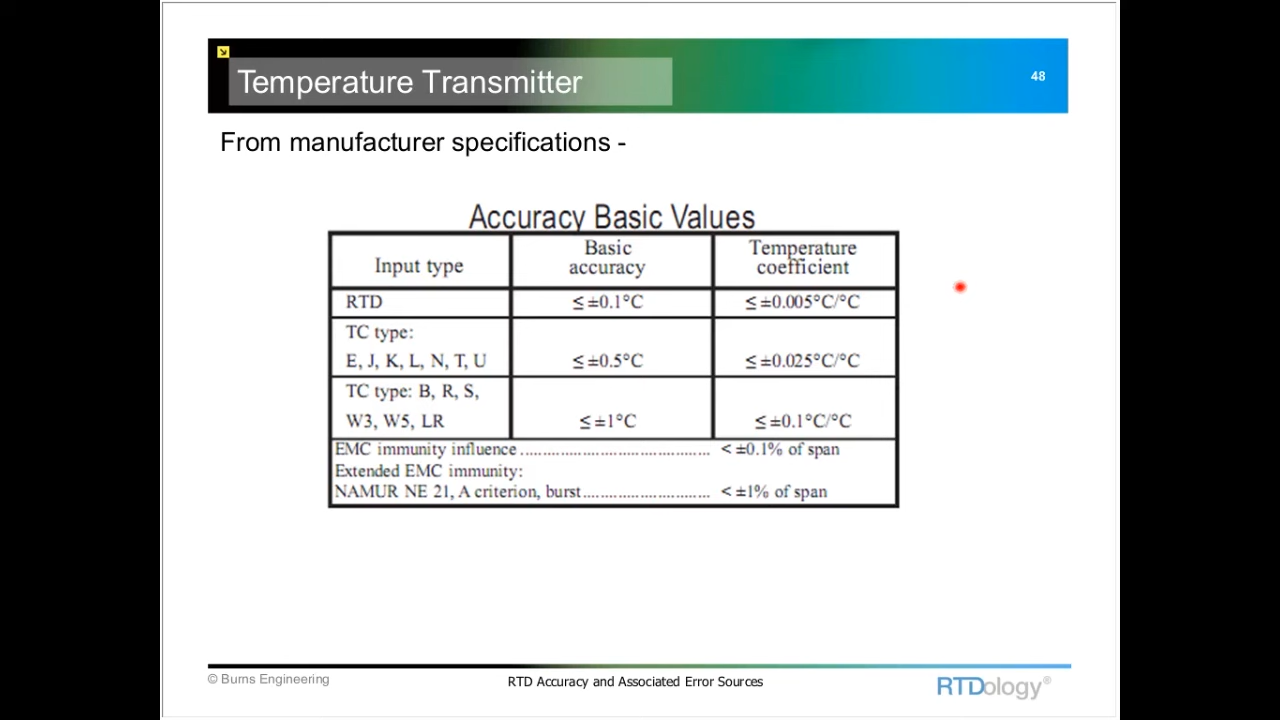 Temperature Transmitter
48
From manufacturer specifications -
Accuracy Basic Values
Input type
Basic accuracy
Temperature coefficient
RTD ≤ ±0.1°C ≤ ±0.005°C/°C
TC type:
E, J, K, L, N, T, U ≤ ±0.5°C ≤ ±0.025°C/°C
TC type: B, R, S,
W3, W5, LR ≤ ±1°C ≤ ±0.1°C/°C
EMC immunity influence ........................................ < ±0.1% of span
Extended EMC immunity:
NAMUR NE 21, A criterion, burst........................... < ±1% of span
© Burns Engineering
RTD Accuracy and Associated Error Sources
RTDology®